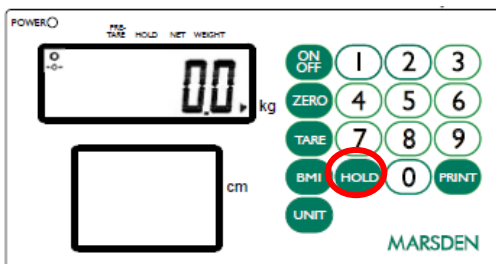 POWER
PRE-TARE HOLD NET WEIGHT
0.0 kg
cm
ON OFF 1 2 3
ZERO 4 5 6
TARE 7 8 9
BMI HOLD 0 PRINT
UNIT
MARSDEN